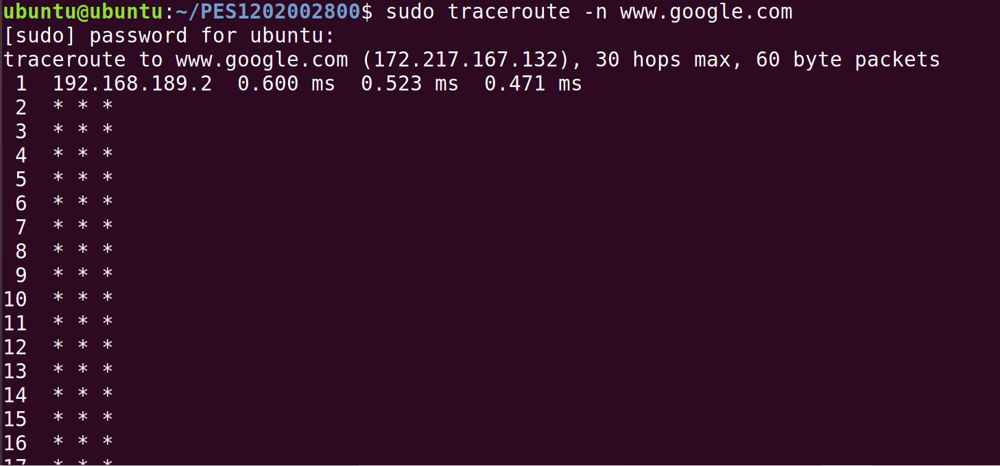 ubuntu@ubuntu:~/PES1202002800$ sudo traceroute -n www.google.com
[sudo] password for ubuntu:
traceroute to www.google.com (172.217.167.132), 30 hops max, 60 byte packets
 1  192.168.189.2  0.600 ms  0.523 ms  0.471 ms
 2  * * *
 3  * * *
 4  * * *
 5  * * *
 6  * * *
 7  * * *
 8  * * *
 9  * * *
10  * * *
11  * * *
12  * * *
13  * * *
14  * * *
15  * * *
16  * * *
17  * * *